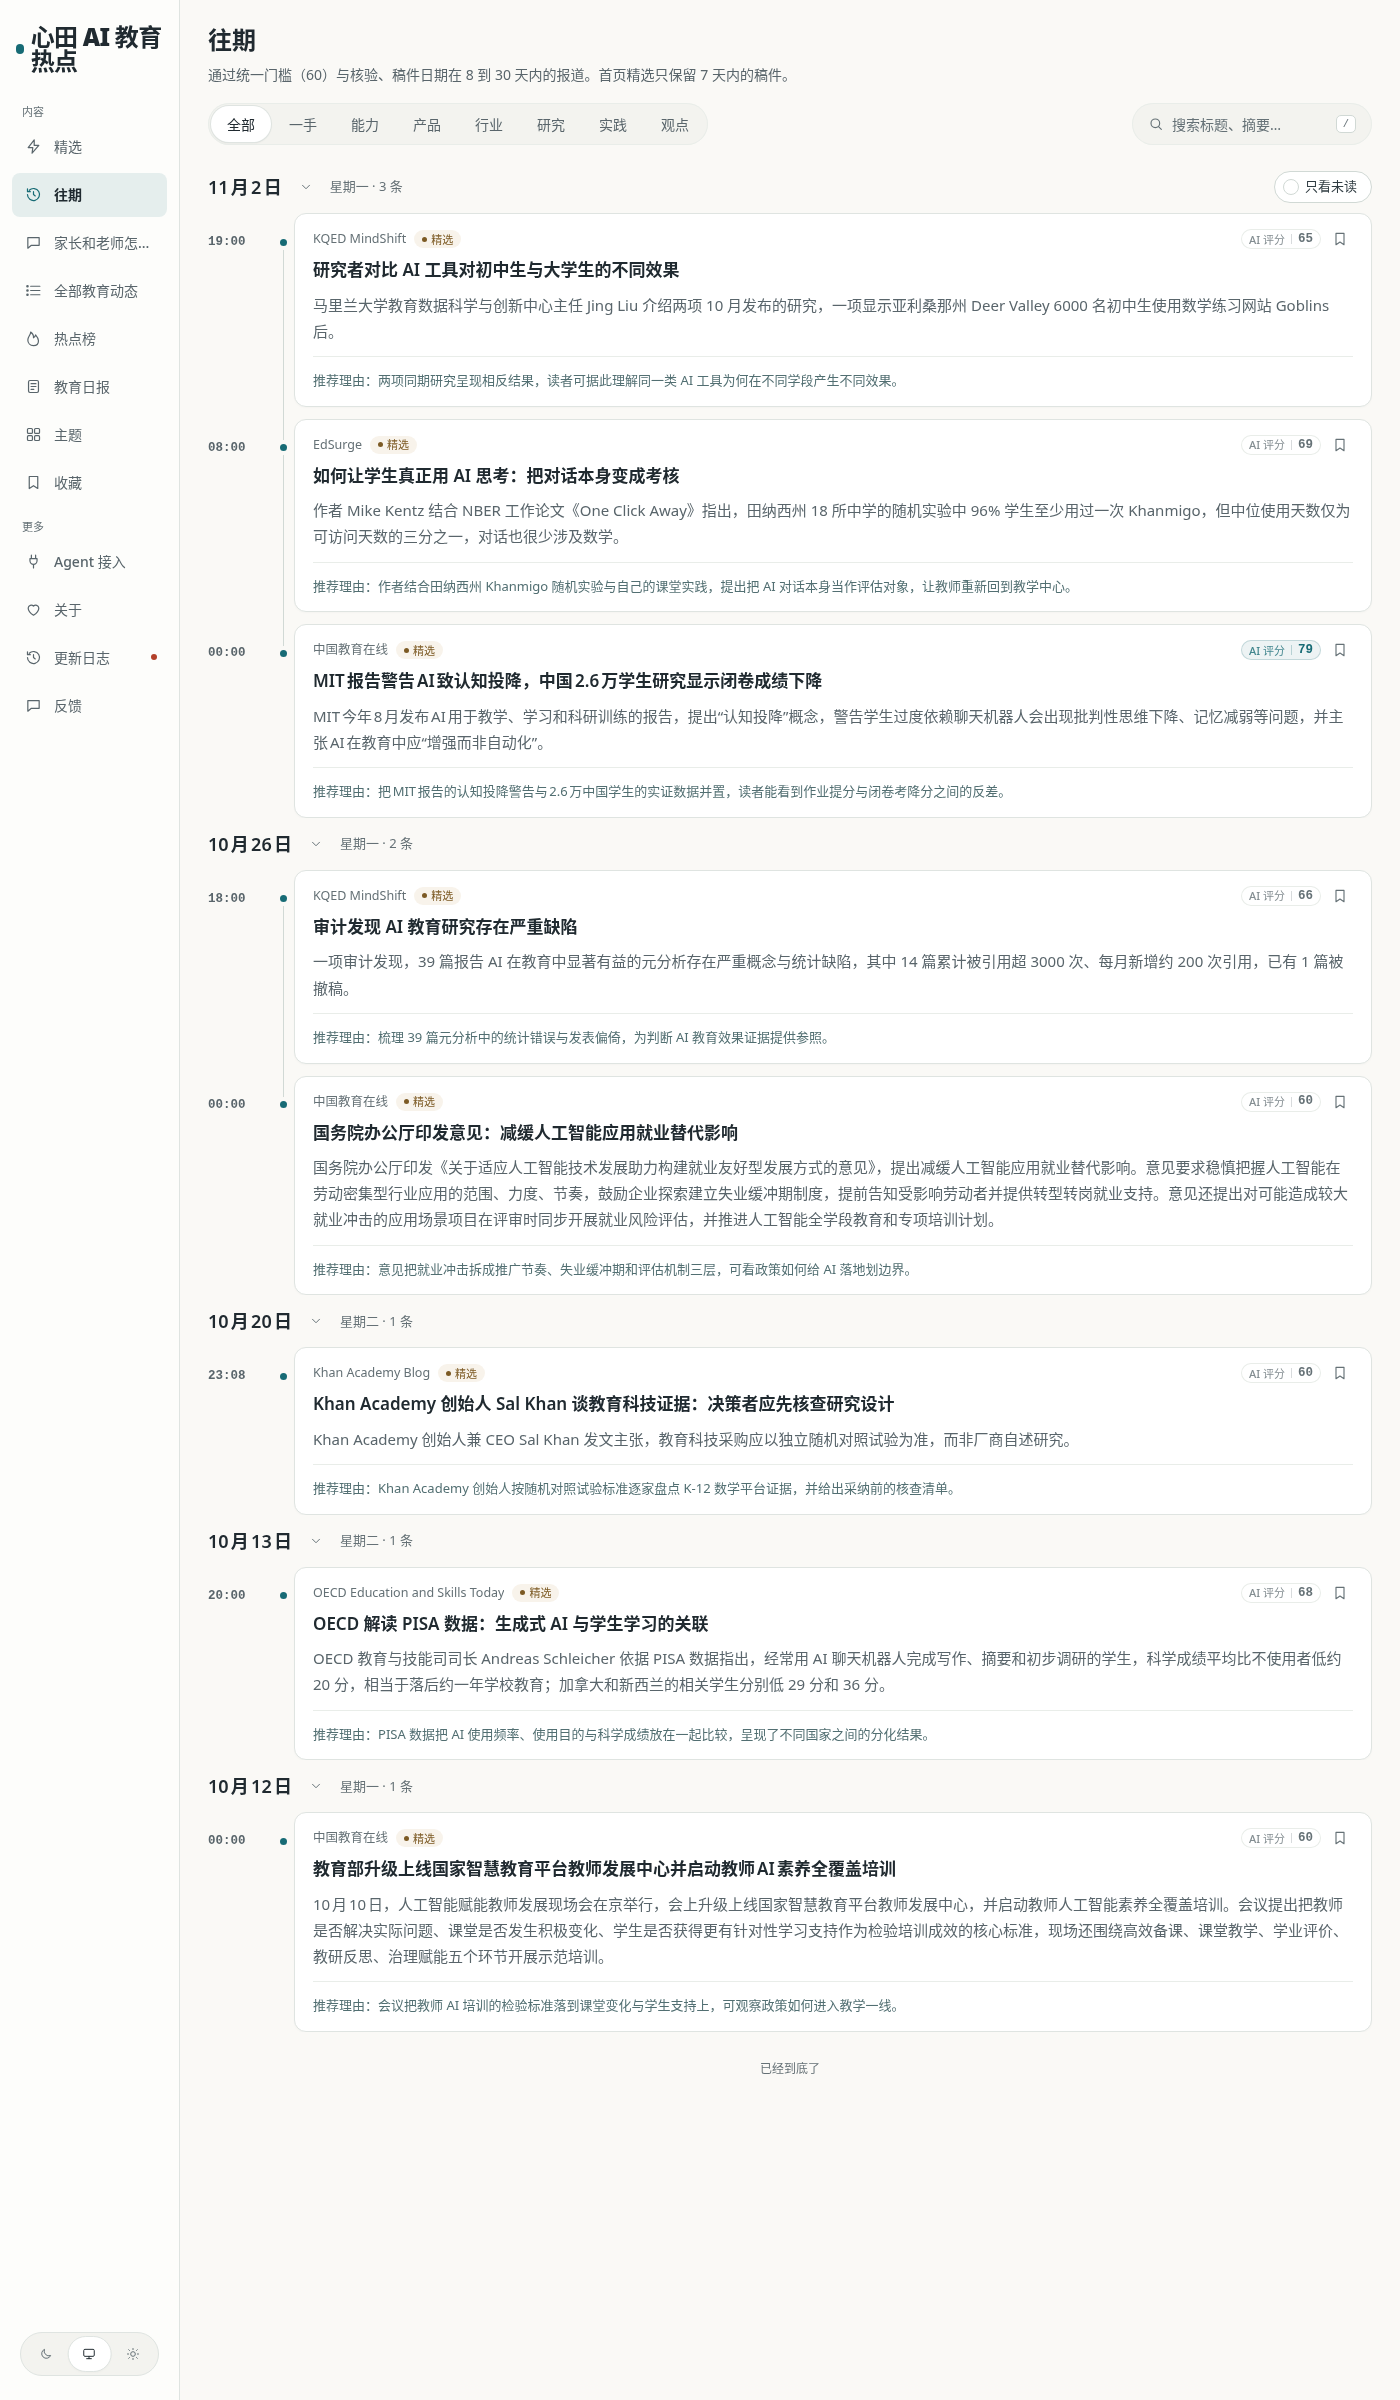 心田 AI 教育
热点
内容
精选
往期
家长和老师怎…
全部教育动态
热点榜
教育日报
主题
收藏
更多
Agent 接入
关于
更新日志
反馈
往期
通过统一门槛（60）与核验、稿件日期在 8 到 30 天内的报道。首页精选只保留 7 天内的稿件。
全部 一手 能力 产品 行业 研究 实践 观点
搜索标题、摘要... /
11月2日 星期一 · 3 条 只看未读
19:00 KQED MindShift 精选 AI 评分 65
研究者对比 AI 工具对初中生与大学生的不同效果
马里兰大学教育数据科学与创新中心主任 Jing Liu 介绍两项 10 月发布的研究，一项显示亚利桑那州 Deer Valley 6000 名初中生使用数学练习网站 Goblins
后。
推荐理由：两项同期研究呈现相反结果，读者可据此理解同一类 AI 工具为何在不同学段产生不同效果。
08:00 EdSurge 精选 AI 评分 69
如何让学生真正用 AI 思考：把对话本身变成考核
作者 Mike Kentz 结合 NBER 工作论文《One Click Away》指出，田纳西州 18 所中学的随机实验中 96% 学生至少用过一次 Khanmigo，但中位使用天数仅为
可访问天数的三分之一，对话也很少涉及数学。
推荐理由：作者结合田纳西州 Khanmigo 随机实验与自己的课堂实践，提出把 AI 对话本身当作评估对象，让教师重新回到教学中心。
00:00 中国教育在线 精选 AI 评分 79
MIT报告警告AI致认知投降，中国2.6万学生研究显示闭卷成绩下降
MIT今年8月发布AI用于教学、学习和科研训练的报告，提出“认知投降”概念，警告学生过度依赖聊天机器人会出现批判性思维下降、记忆减弱等问题，并主
张AI在教育中应“增强而非自动化”。
推荐理由：把MIT报告的认知投降警告与2.6万中国学生的实证数据并置，读者能看到作业提分与闭卷考降分之间的反差。
10月26日 星期一 · 2 条
18:00 KQED MindShift 精选 AI 评分 66
审计发现 AI 教育研究存在严重缺陷
一项审计发现，39 篇报告 AI 在教育中显著有益的元分析存在严重概念与统计缺陷，其中 14 篇累计被引用超 3000 次、每月新增约 200 次引用，已有 1 篇被
撤稿。
推荐理由：梳理 39 篇元分析中的统计错误与发表偏倚，为判断 AI 教育效果证据提供参照。
00:00 中国教育在线 精选 AI 评分 60
国务院办公厅印发意见：减缓人工智能应用就业替代影响
国务院办公厅印发《关于适应人工智能技术发展助力构建就业友好型发展方式的意见》，提出减缓人工智能应用就业替代影响。意见要求稳慎把握人工智能在
劳动密集型行业应用的范围、力度、节奏，鼓励企业探索建立失业缓冲期制度，提前告知受影响劳动者并提供转型转岗就业支持。意见还提出对可能造成较大
就业冲击的应用场景项目在评审时同步开展就业风险评估，并推进人工智能全学段教育和专项培训计划。
推荐理由：意见把就业冲击拆成推广节奏、失业缓冲期和评估机制三层，可看政策如何给 AI 落地划边界。
10月20日 星期二 · 1 条
23:08 Khan Academy Blog 精选 AI 评分 60
Khan Academy 创始人 Sal Khan 谈教育科技证据：决策者应先核查研究设计
Khan Academy 创始人兼 CEO Sal Khan 发文主张，教育科技采购应以独立随机对照试验为准，而非厂商自述研究。
推荐理由：Khan Academy 创始人按随机对照试验标准逐家盘点 K-12 数学平台证据，并给出采纳前的核查清单。
10月13日 星期二 · 1 条
20:00 OECD Education and Skills Today 精选 AI 评分 68
OECD 解读 PISA 数据：生成式 AI 与学生学习的关联
OECD 教育与技能司司长 Andreas Schleicher 依据 PISA 数据指出，经常用 AI 聊天机器人完成写作、摘要和初步调研的学生，科学成绩平均比不使用者低约
20 分，相当于落后约一年学校教育；加拿大和新西兰的相关学生分别低 29 分和 36 分。
推荐理由：PISA 数据把 AI 使用频率、使用目的与科学成绩放在一起比较，呈现了不同国家之间的分化结果。
10月12日 星期一 · 1 条
00:00 中国教育在线 精选 AI 评分 60
教育部升级上线国家智慧教育平台教师发展中心并启动教师AI素养全覆盖培训
10月10日，人工智能赋能教师发展现场会在京举行，会上升级上线国家智慧教育平台教师发展中心，并启动教师人工智能素养全覆盖培训。会议提出把教师
是否解决实际问题、课堂是否发生积极变化、学生是否获得更有针对性学习支持作为检验培训成效的核心标准，现场还围绕高效备课、课堂教学、学业评价、
教研反思、治理赋能五个环节开展示范培训。
推荐理由：会议把教师 AI 培训的检验标准落到课堂变化与学生支持上，可观察政策如何进入教学一线。
已经到底了